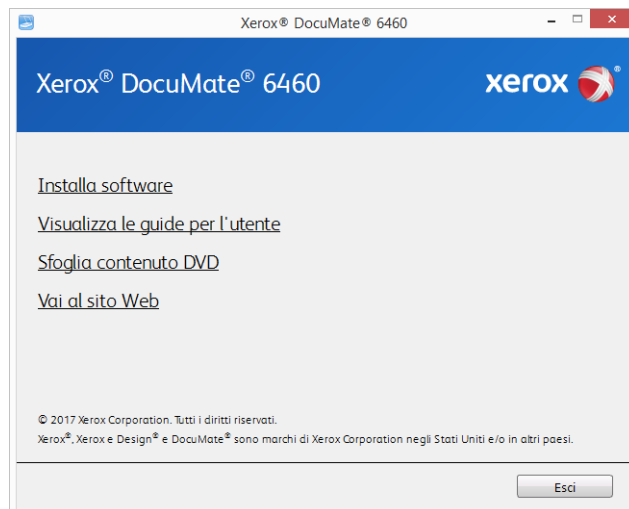 Xerox® DocuMate® 6460
Xerox® DocuMate® 6460
xerox ®
Installa software
Visualizza le guide per l'utente
Sfoglia contenuto DVD
Vai al sito Web
© 2017 Xerox Corporation. Tutti i diritti riservati.
Xerox®, Xerox e Design® e DocuMate® sono marchi di Xerox Corporation negli Stati Uniti e/o in altri paesi.
Esci